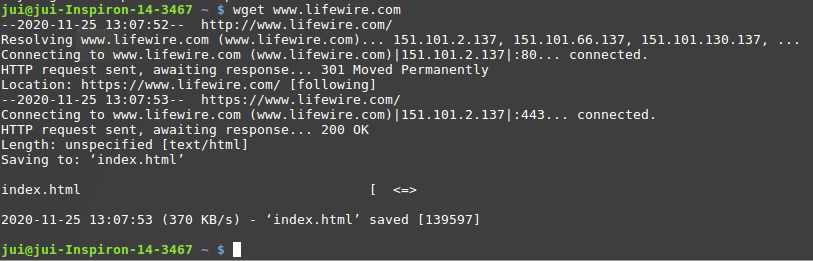 jui@jui-Inspiron-14-3467 ~ $ wget www.lifewire.com
--2020-11-25 13:07:52--  http://www.lifewire.com/
Resolving www.lifewire.com (www.lifewire.com)... 151.101.2.137, 151.101.66.137, 151.101.130.137, ...
Connecting to www.lifewire.com (www.lifewire.com)|151.101.2.137|:80... connected.
HTTP request sent, awaiting response... 301 Moved Permanently
Location: https://www.lifewire.com/ [following]
--2020-11-25 13:07:53--  https://www.lifewire.com/
Connecting to www.lifewire.com (www.lifewire.com)|151.101.2.137|:443... connected.
HTTP request sent, awaiting response... 200 OK
Length: unspecified [text/html]
Saving to: ‘index.html’
index.html                                    [  <=>
2020-11-25 13:07:53 (370 KB/s) - ‘index.html’ saved [139597]
jui@jui-Inspiron-14-3467 ~ $